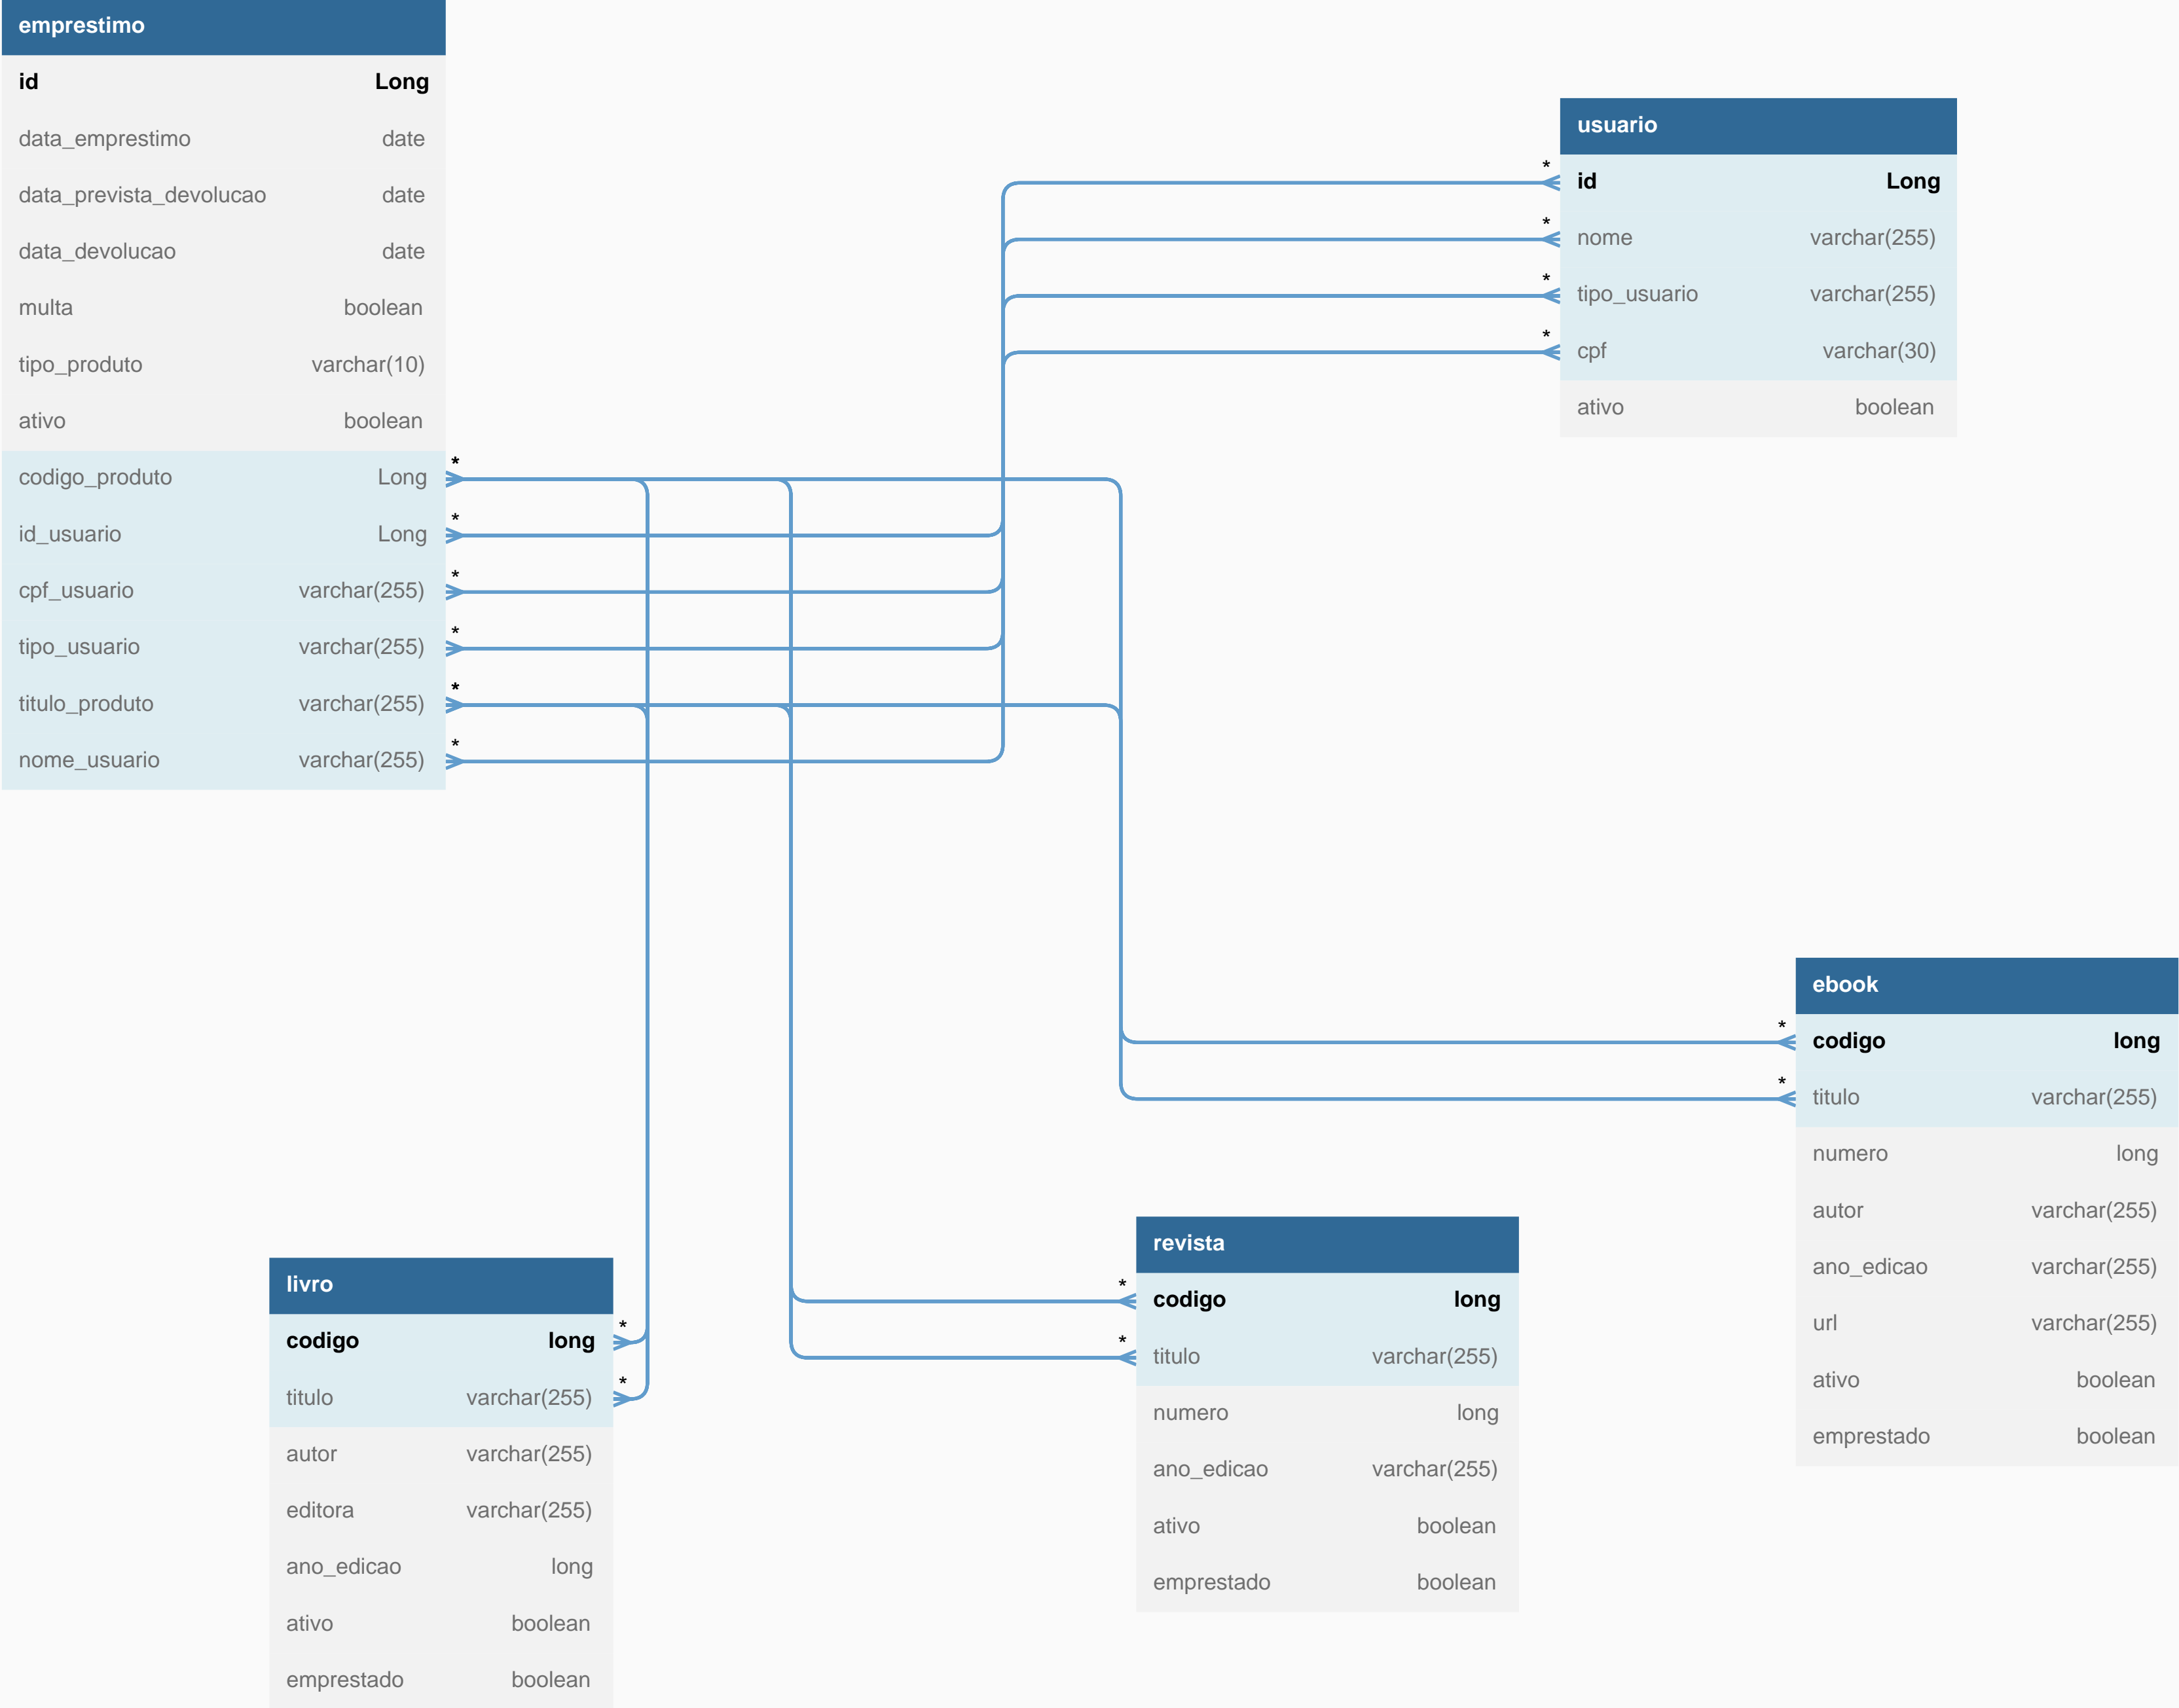 emprestimo
id Long
data_emprestimo date
data_prevista_devolucao date
data_devolucao date
multa boolean
tipo_produto varchar(10)
ativo boolean
codigo_produto Long *
id_usuario Long *
cpf_usuario varchar(255) *
tipo_usuario varchar(255) *
titulo_produto varchar(255) *
nome_usuario varchar(255) *
usuario
* id Long
* nome varchar(255)
* tipo_usuario varchar(255)
* cpf varchar(30)
ativo boolean
ebook
* codigo long
* titulo varchar(255)
numero long
autor varchar(255)
ano_edicao varchar(255)
url varchar(255)
ativo boolean
emprestado boolean
revista
* codigo long
* titulo varchar(255)
numero long
ano_edicao varchar(255)
ativo boolean
emprestado boolean
livro
codigo long *
titulo varchar(255) *
autor varchar(255)
editora varchar(255)
ano_edicao long
ativo boolean
emprestado boolean